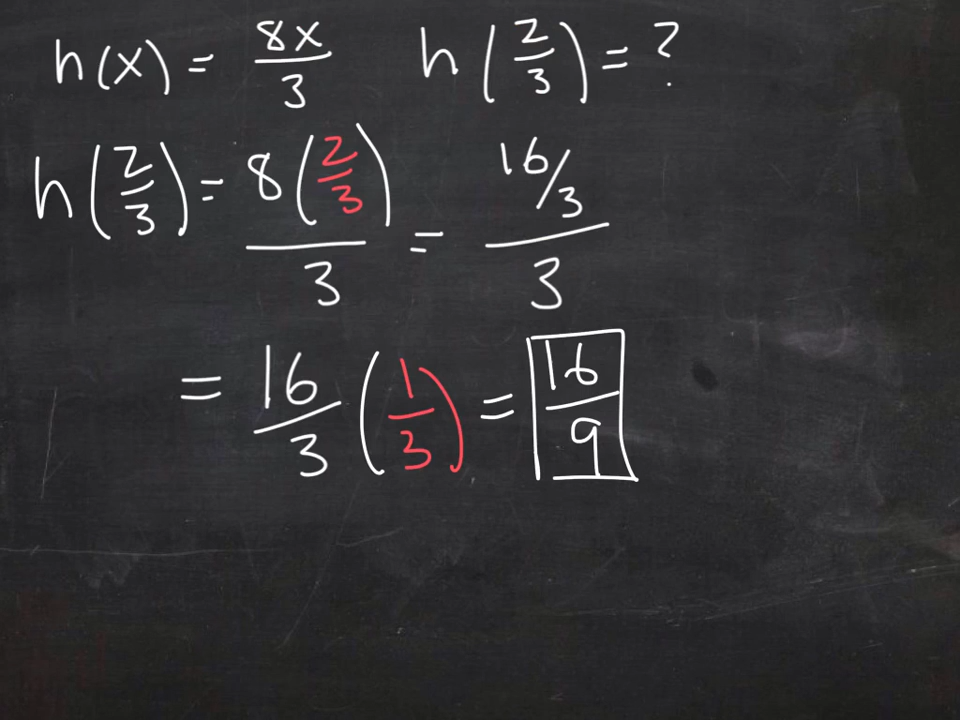 h(x) = 8x/3 h(2/3) = ?
h(2/3) = 8(2/3)/3 = 16/3/3
= 16/3 (1/3) = 16/9